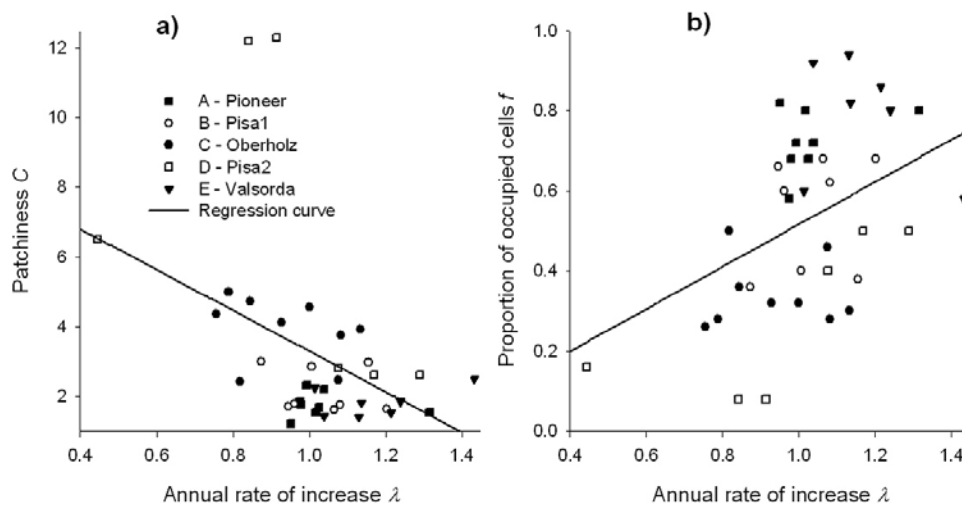 a)
Patchiness C
12
10
8
6
4
2
A - Pioneer
B - Pisa1
C - Oberholz
D - Pisa2
E - Valsorda
Regression curve
0.4 0.6 0.8 1.0 1.2 1.4
Annual rate of increase λ
b)
Proportion of occupied cells f
1.0
0.8
0.6
0.4
0.2
0.0
0.4 0.6 0.8 1.0 1.2 1.4
Annual rate of increase λ